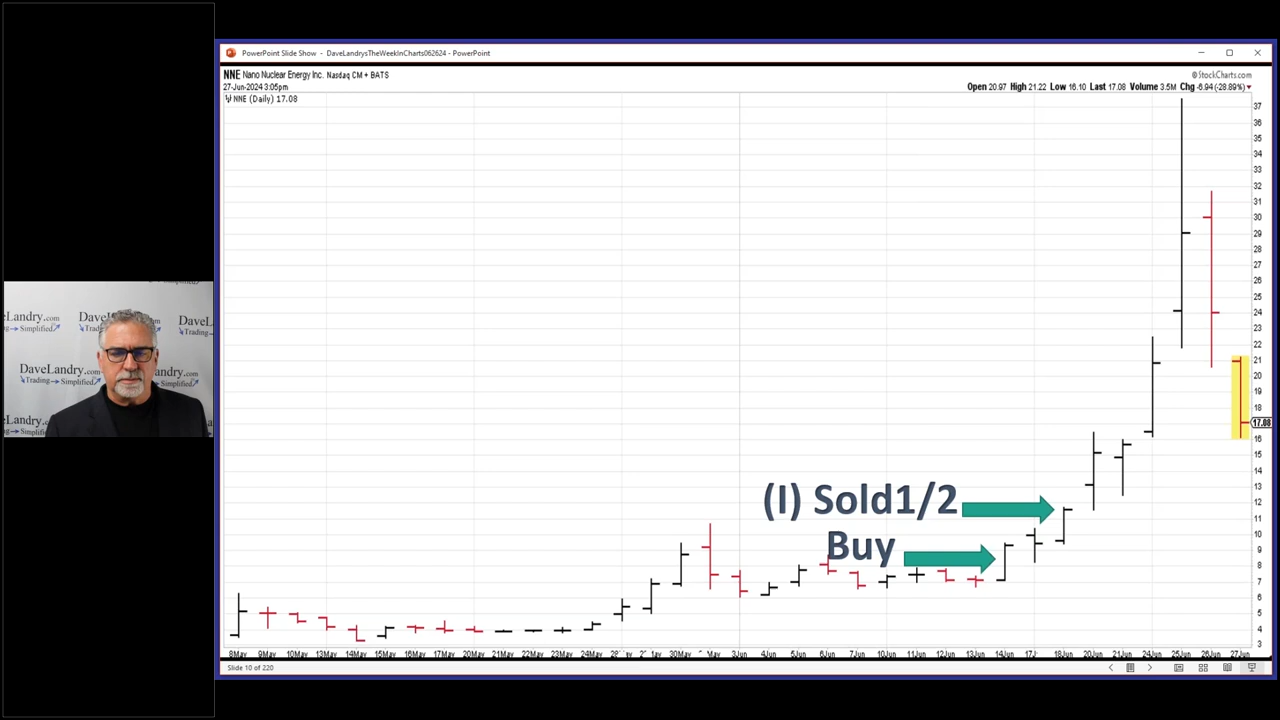 PowerPoint Slide Show - DaveLandrysTheWeekInCharts062624 - PowerPoint
NNE Nano Nuclear Energy Inc. Nasdaq CM + BATS
© StockCharts.com
27-Jun-2024 3:05pm
Open 20.97 High 21.22 Low 16.10 Last 17.08 Volume 3.5M Chg -6.94 (-28.89%)
NNE (Daily) 17.08
37
36
35
34
33
32
31
30
29
28
27
26
25
24
23
22
21
20
19
18
17.08
16
15
14
13
12
11
10
9
8
7
6
5
4
3
(I) Sold1/2
Buy
8May 9May 10May 13May 14May 15May 16May 17May 20May 21May 22May 23May 24May 30May 3Jun 4Jun 5Jun 6Jun 7Jun 10Jun 11Jun 12Jun 13Jun 14Jun 18Jun 20Jun 21Jun 24Jun 25Jun 26Jun 27Jun
Slide 10 of 220
DaveLandry.com
Trading Simplified